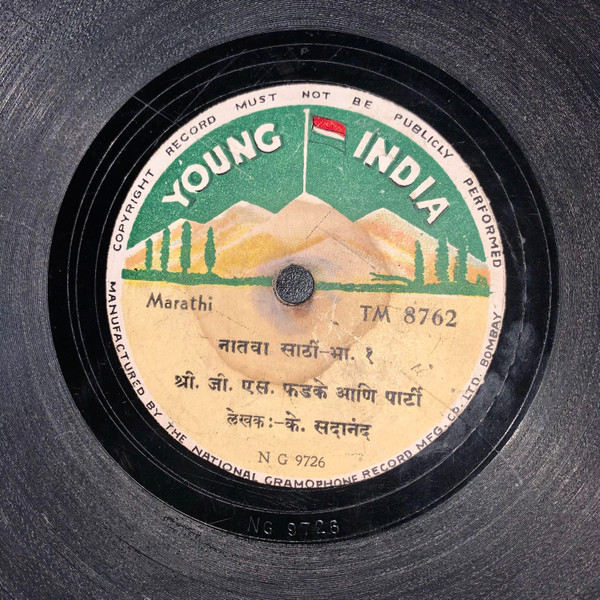 COPYRIGHT RECORD MUST NOT BE PUBLICLY PERFORMED
YOUNG INDIA
Marathi
TM 8762
नातवा साठीं-भा. १
श्री. जी. एस. फडके आणि पार्टी
लेखक:-के. सदानंद
N G 9726
MANUFACTURED BY THE NATIONAL GRAMOPHONE RECORD MFG. Co. LTD. BOMBAY
NG 9726